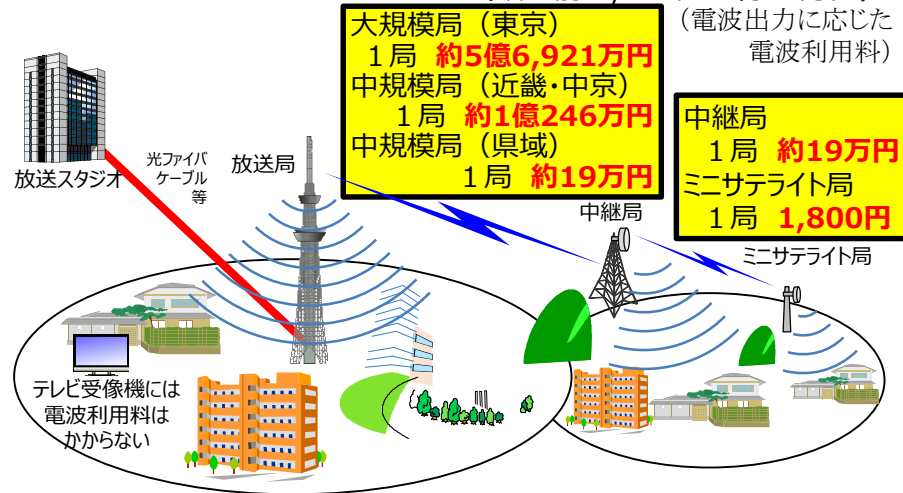 (電波出力に応じた
電波利用料)
大規模局(東京)
1局 約5億6,921万円
中規模局(近畿・中京)
1局 約1億246万円
中規模局(県域)
1局 約19万円
中継局
1局 約19万円
ミニサテライト局
1局 1,800円
放送スタジオ
光ファイバ
ケーブル
等
放送局
中継局
ミニサテライト局
テレビ受像機には
電波利用料は
かからない